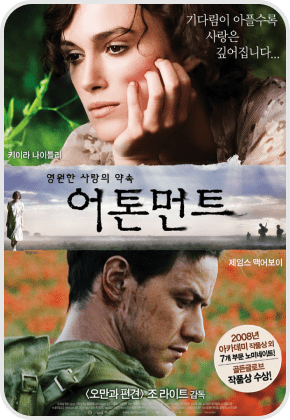 기다림이 아플수록
사랑은
깊어집니다...
키이라 나이틀리
영원한 사랑의 약속
어톤먼트
제임스 맥어보이
2008년
아카데미 작품상 외
7개 부문 노미네이트!
골든글로브
작품상 수상!
<오만과 편견> 조 라이트 감독